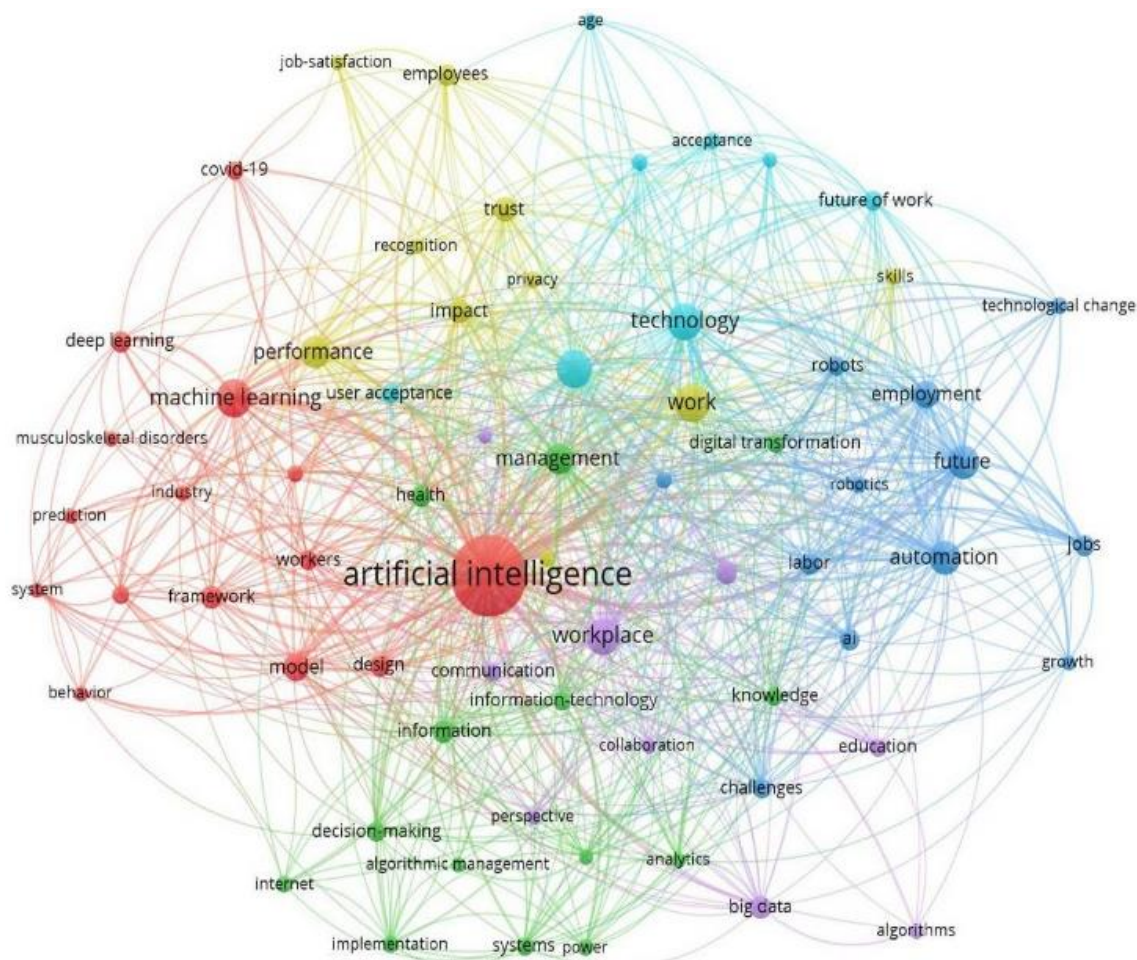 age
job-satisfaction
employees
acceptance
covid-19
future of work
trust
recognition
privacy
skills
technological change
impact
technology
deep learning
performance
robots
machine learning
user acceptance
work
employment
musculoskeletal disorders
management
digital transformation
future
industry
health
robotics
prediction
workers
artificial intelligence
labor
automation
jobs
system
framework
workplace
ai
model
design
communication
growth
behavior
information-technology
knowledge
information
collaboration
education
challenges
perspective
decision-making
algorithmic management
analytics
internet
big data
algorithms
implementation
systems
power